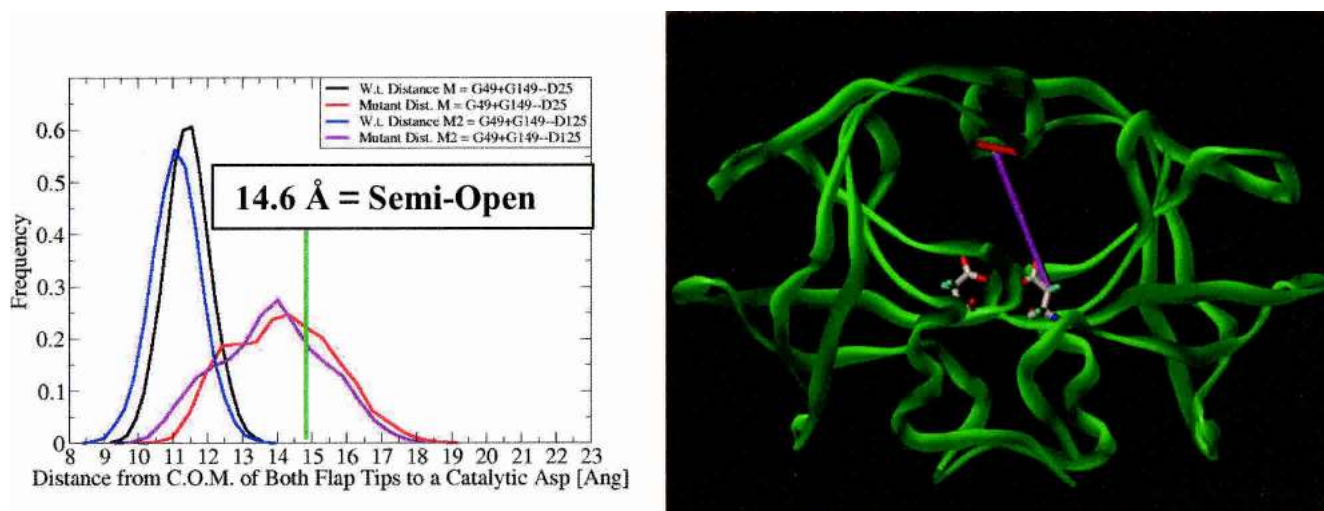 W.t. Distance M = G49+G149--D25
Mutant Dist. M = G49+G149--D25
W.t. Distance M2 = G49+G149--D125
Mutant Dist. M2 = G49+G149--D125
14.6 Å = Semi-Open
Frequency
0.6
0.5
0.4
0.3
0.2
0.1
0
8 9 10 11 12 13 14 15 16 17 18 19 20 21 22 23
Distance from C.O.M. of Both Flap Tips to a Catalytic Asp [Ang]